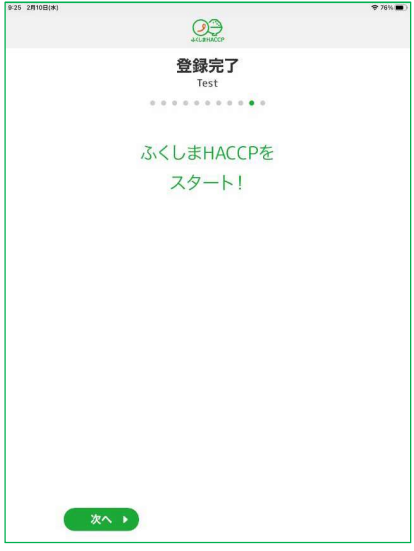 9:25 2月10日(水)
76%
ふくしまHACCP
登録完了
Test
ふくしまHACCPを
スタート!
次へ